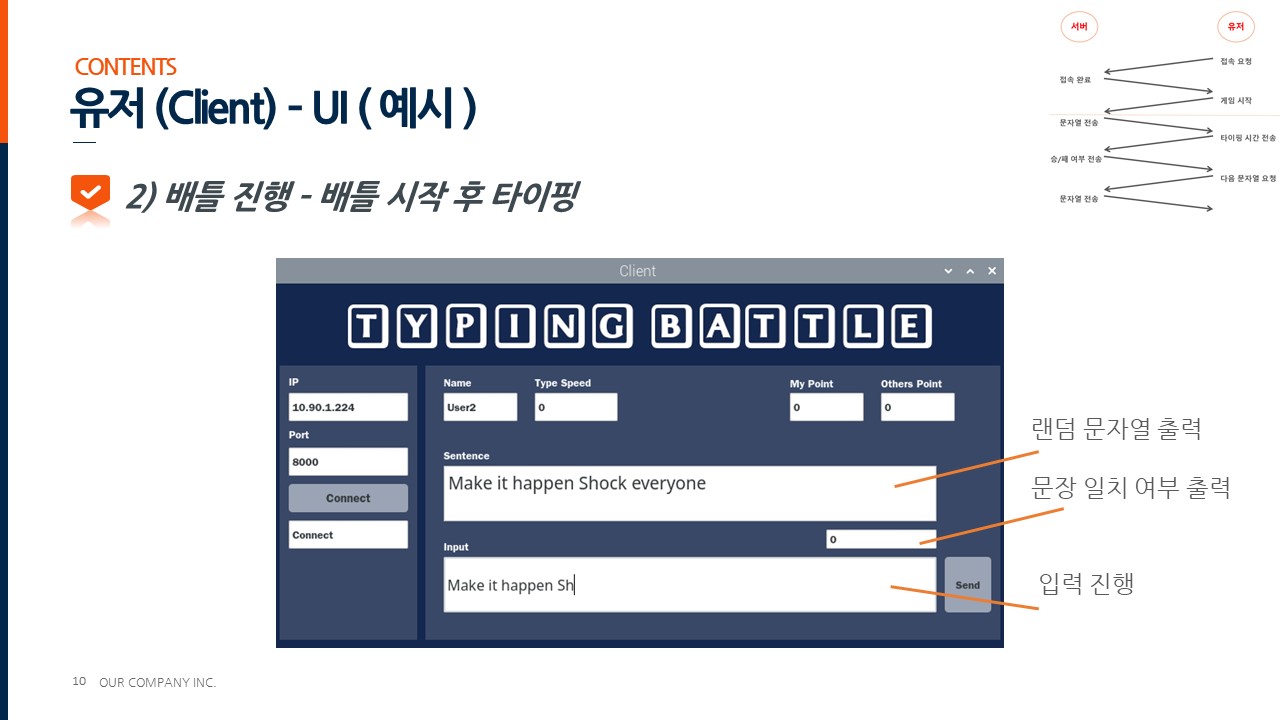 CONTENTS
유저 (Client) - UI ( 예시 )
2) 배틀 진행 - 배틀 시작 후 타이핑
서버
유저
접속 요청
접속 완료
게임 시작
문자열 전송
타이핑 시간 전송
승/패 여부 전송
다음 문자열 요청
문자열 전송
Client
TYPING BATTLE
IP
10.90.1.224
Port
8000
Connect
Connect
Name
Type Speed
My Point
Others Point
User2
0
0
0
Sentence
Make it happen Shock everyone
0
Input
Make it happen Sh
Send
랜덤 문자열 출력
문장 일치 여부 출력
입력 진행
10 OUR COMPANY INC.